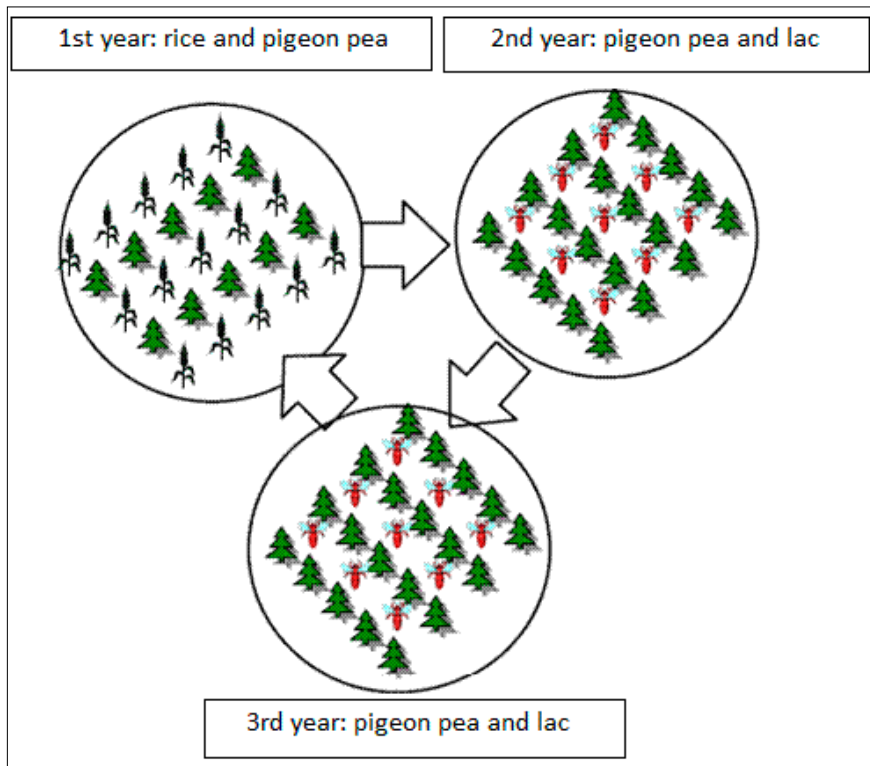 1st year: rice and pigeon pea
2nd year: pigeon pea and lac
3rd year: pigeon pea and lac